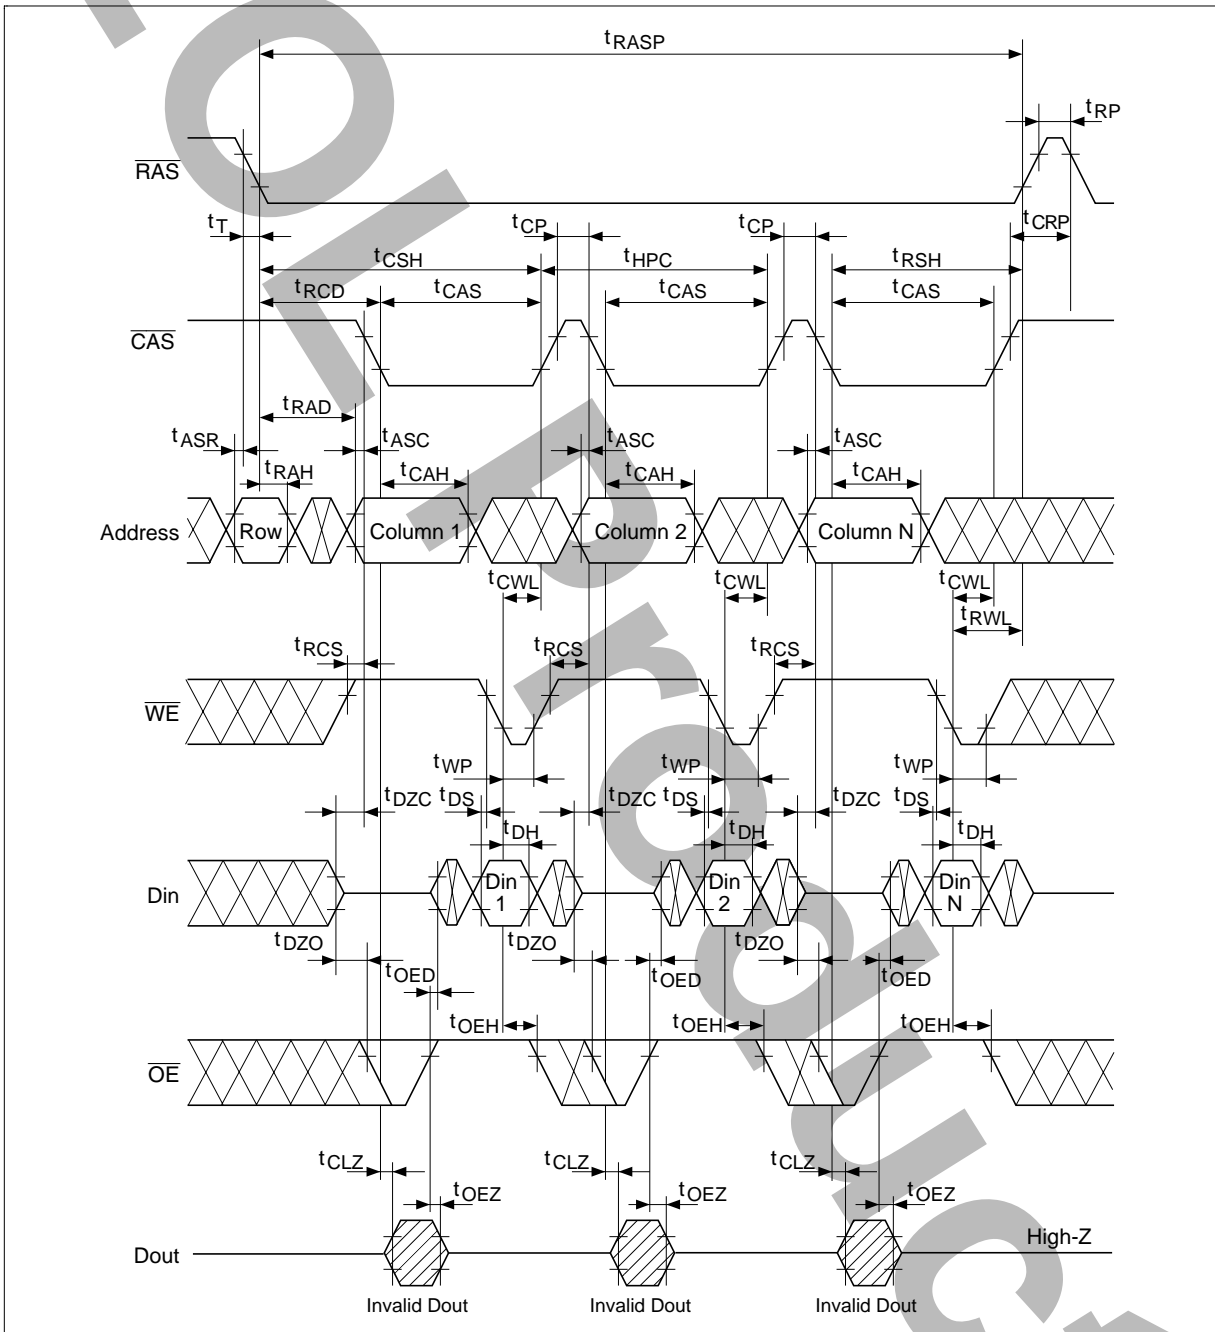 tRASP
tRP
RAS
tT
tCP
tCP
tCRP
tCSH
tHPC
tRSH
tRCD
tCAS
tCAS
tCAS
CAS
tRAD
tASR
tASC
tASC
tASC
tRAH
tCAH
tCAH
tCAH
Address
Row
Column 1
Column 2
Column N
tCWL
tCWL
tCWL
tRWL
tRCS
tRCS
tRCS
WE
tWP
tWP
tWP
tDZC
tDS
tDZC
tDS
tDZC
tDS
tDH
tDH
tDH
Din
Din 1
Din 2
Din N
tDZO
tDZO
tDZO
tOED
tOED
tOED
tOEH
tOEH
tOEH
OE
tCLZ
tCLZ
tCLZ
tOEZ
tOEZ
tOEZ
Dout
High-Z
Invalid Dout
Invalid Dout
Invalid Dout
EOL Product